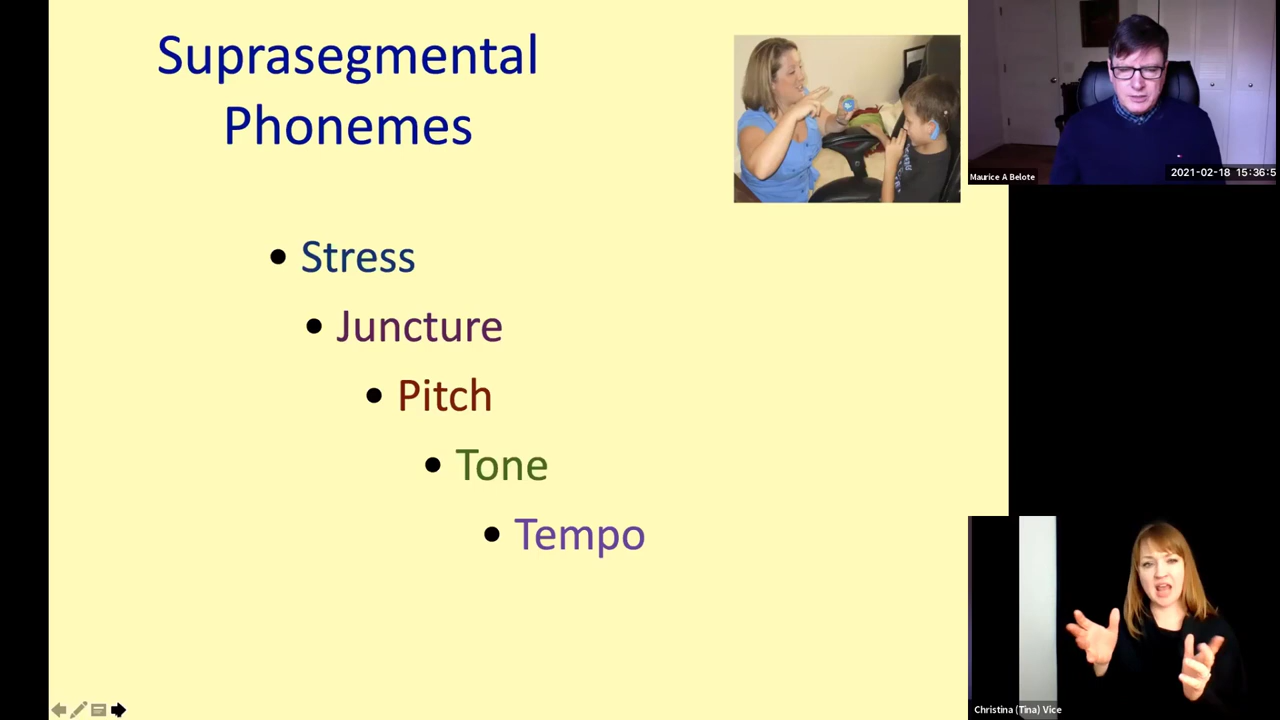 Suprasegmental
Phonemes
• Stress
• Juncture
• Pitch
• Tone
• Tempo
Maurice A Belote
2021-02-18 15:36:5
Christina (Tina) Vice